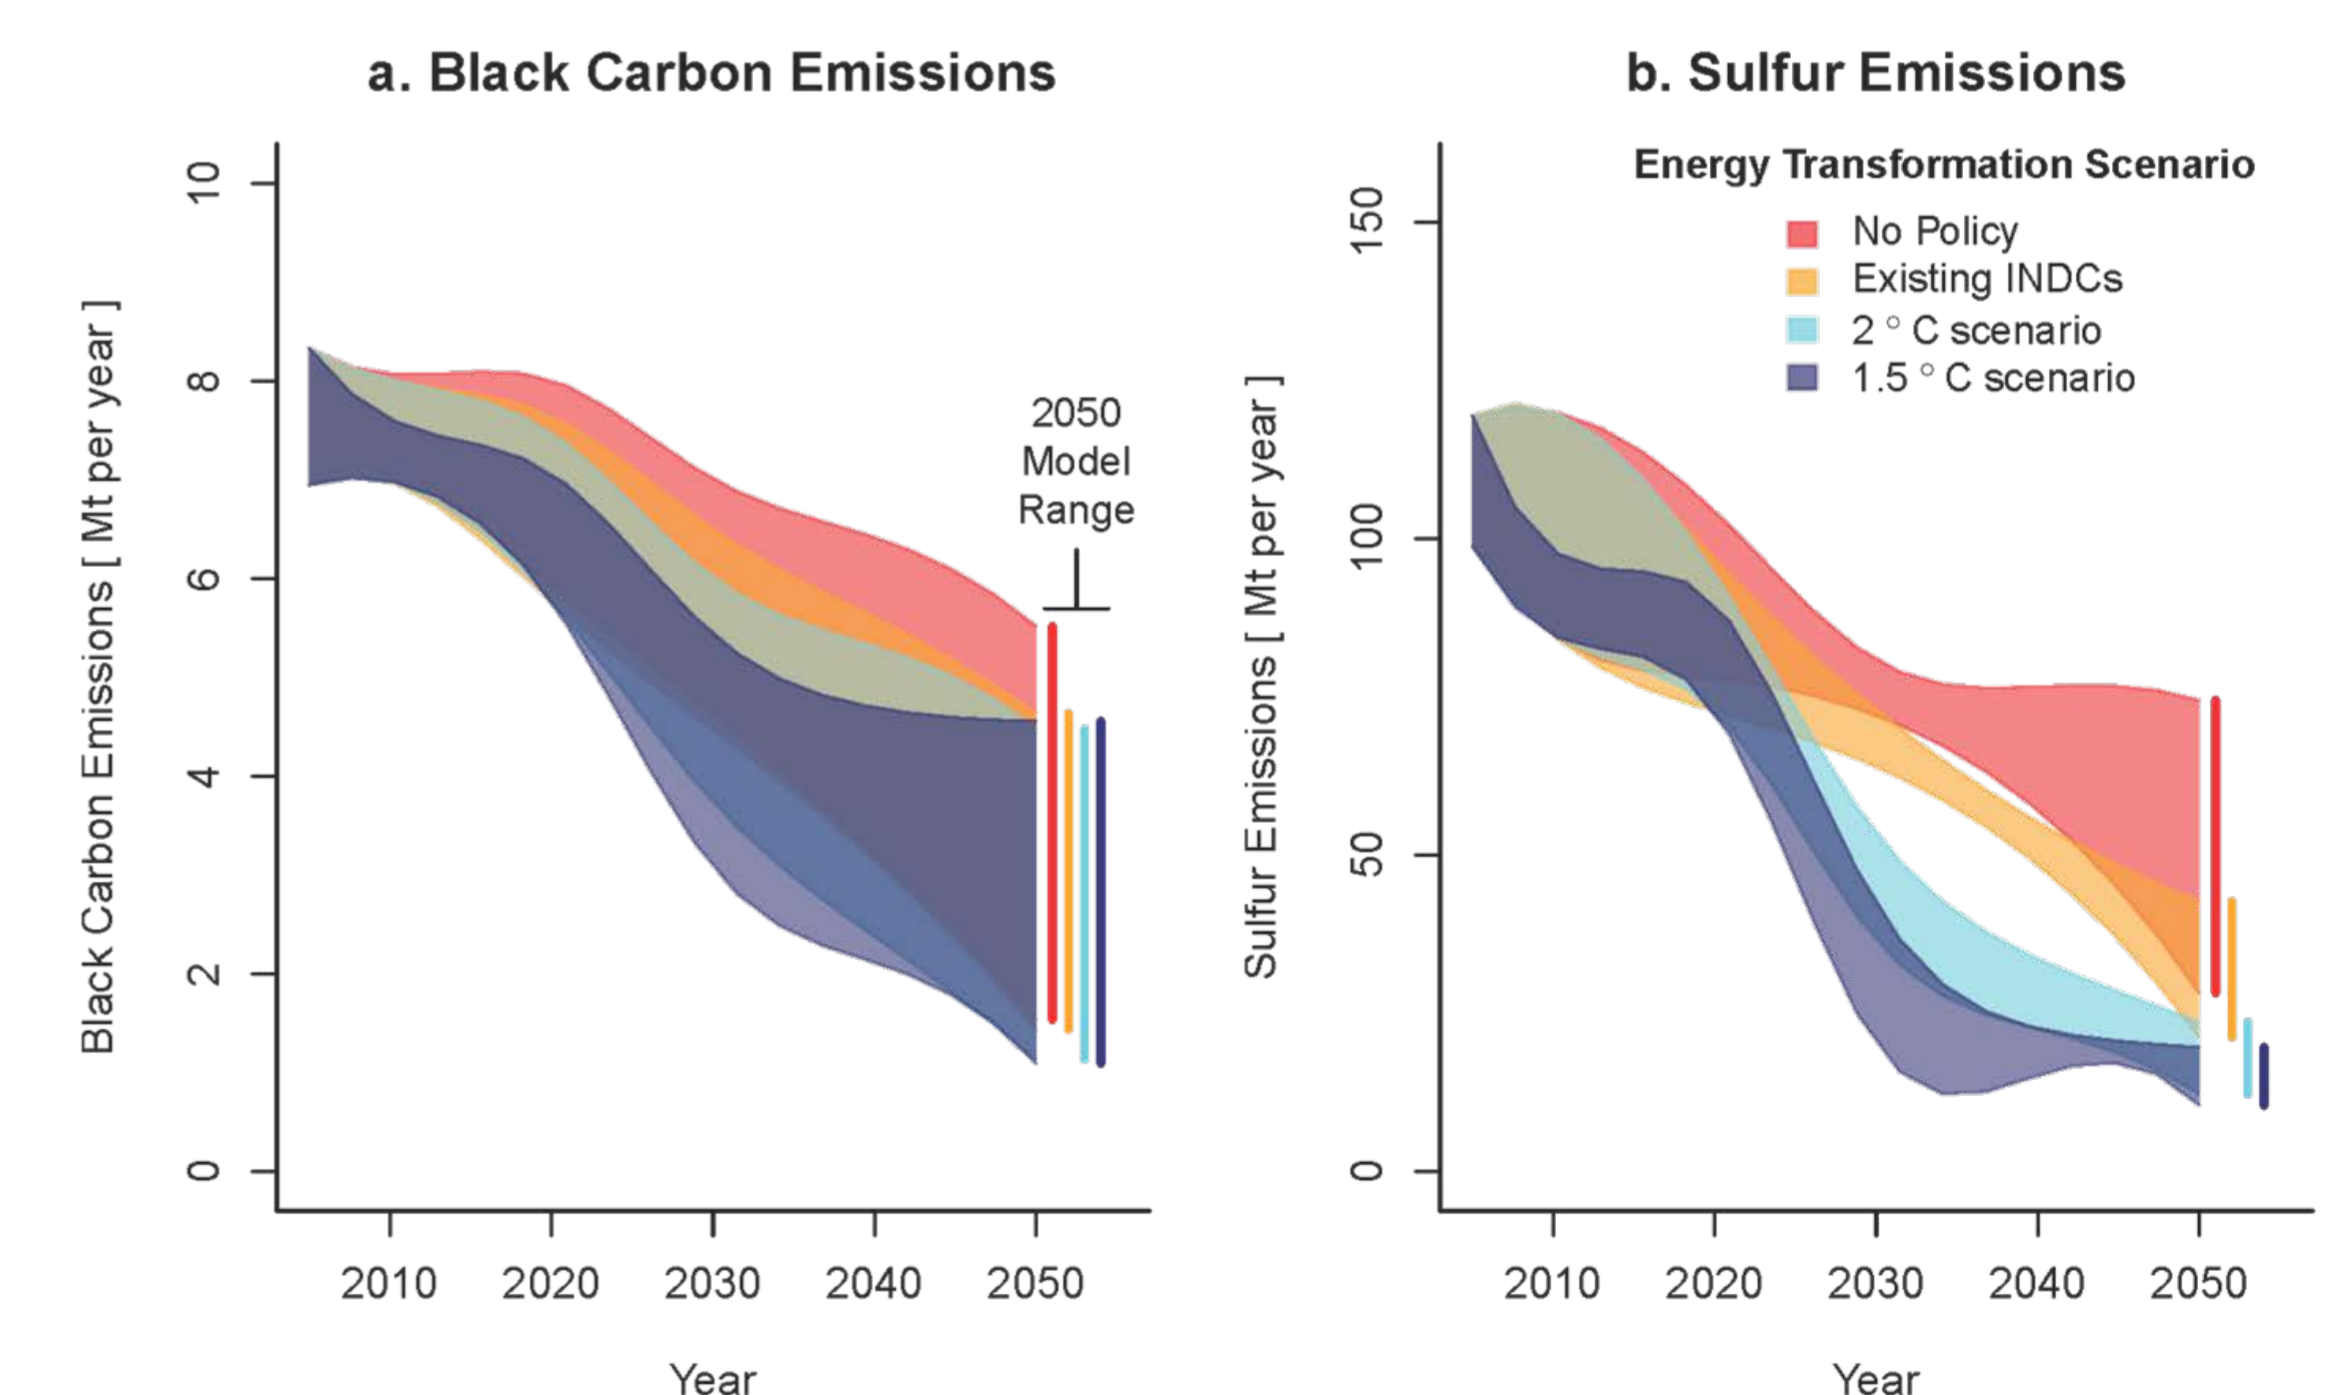 a. Black Carbon Emissions
Black Carbon Emissions [ Mt per year ]
10
8
6
4
2
0
2050
Model
Range
2010 2020 2030 2040 2050
Year
b. Sulfur Emissions
Energy Transformation Scenario
No Policy
Existing INDCs
2 ° C scenario
1.5 ° C scenario
Sulfur Emissions [ Mt per year ]
150
100
50
0
2010 2020 2030 2040 2050
Year